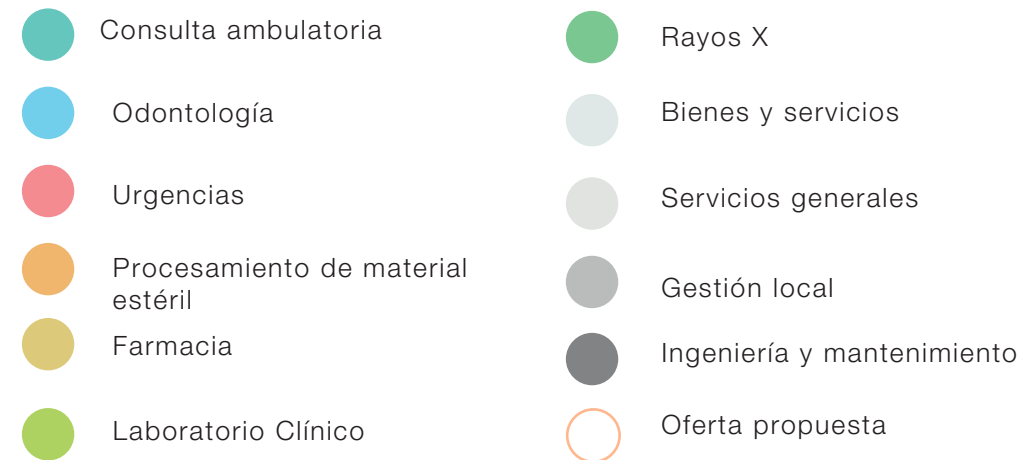 Consulta ambulatoria
Odontología
Urgencias
Procesamiento de material
estéril
Farmacia
Laboratorio Clínico
Rayos X
Bienes y servicios
Servicios generales
Gestión local
Ingeniería y mantenimiento
Oferta propuesta